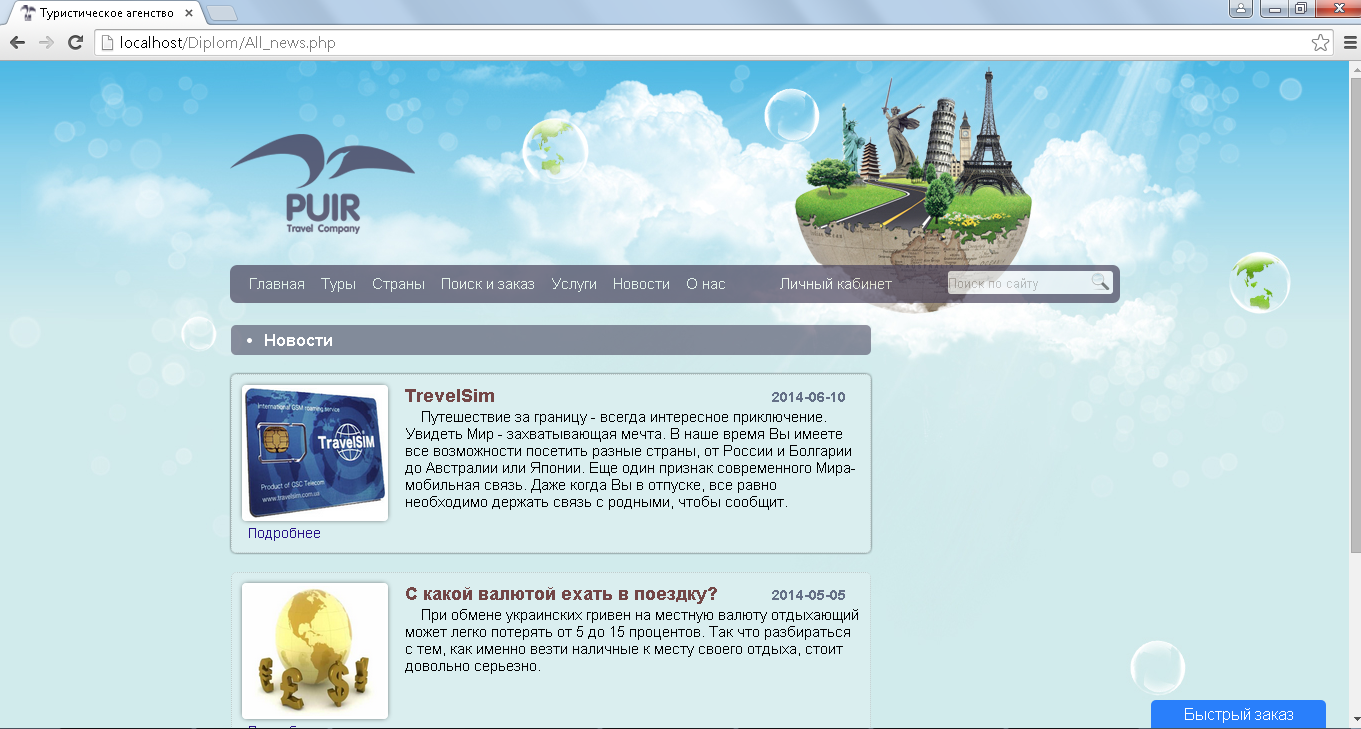 Туристическое агенство
localhost/Diplom/All_news.php
PUIR
Travel Company
Главная Туры Страны Поиск и заказ Услуги Новости О нас Личный кабинет Поиск по сайту
• Новости
TrevelSim 2014-06-10
Путешествие за границу - всегда интересное приключение.
Увидеть Мир - захватывающая мечта. В наше время Вы имеете
все возможности посетить разные страны, от России и Болгарии
до Австралии или Японии. Еще один признак современного Мира-
мобильная связь. Даже когда Вы в отпуске, все равно
необходимо держать связь с родными, чтобы сообщит.
International GSM roaming service
TravelSIM
Product of CSC Telecom
www.travelsim.com.ua
Подробнее
С какой валютой ехать в поездку? 2014-05-05
При обмене украинских гривен на местную валюту отдыхающий
может легко потерять от 5 до 15 процентов. Так что разбираться
с тем, как именно везти наличные к месту своего отдыха, стоит
довольно серьезно.
€ £ $
Быстрый заказ